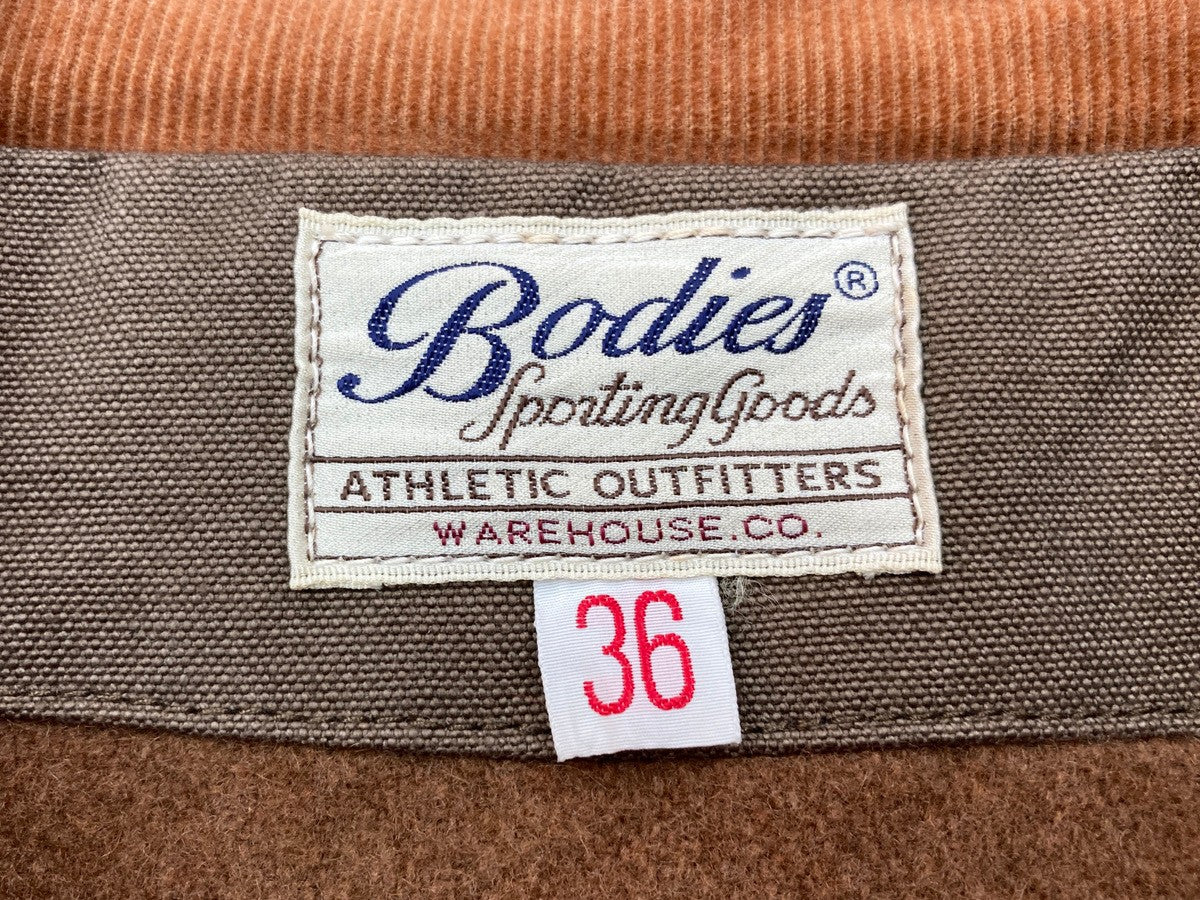 Bodies®
Sporting Goods
ATHLETIC OUTFITTERS
WAREHOUSE.CO.
36